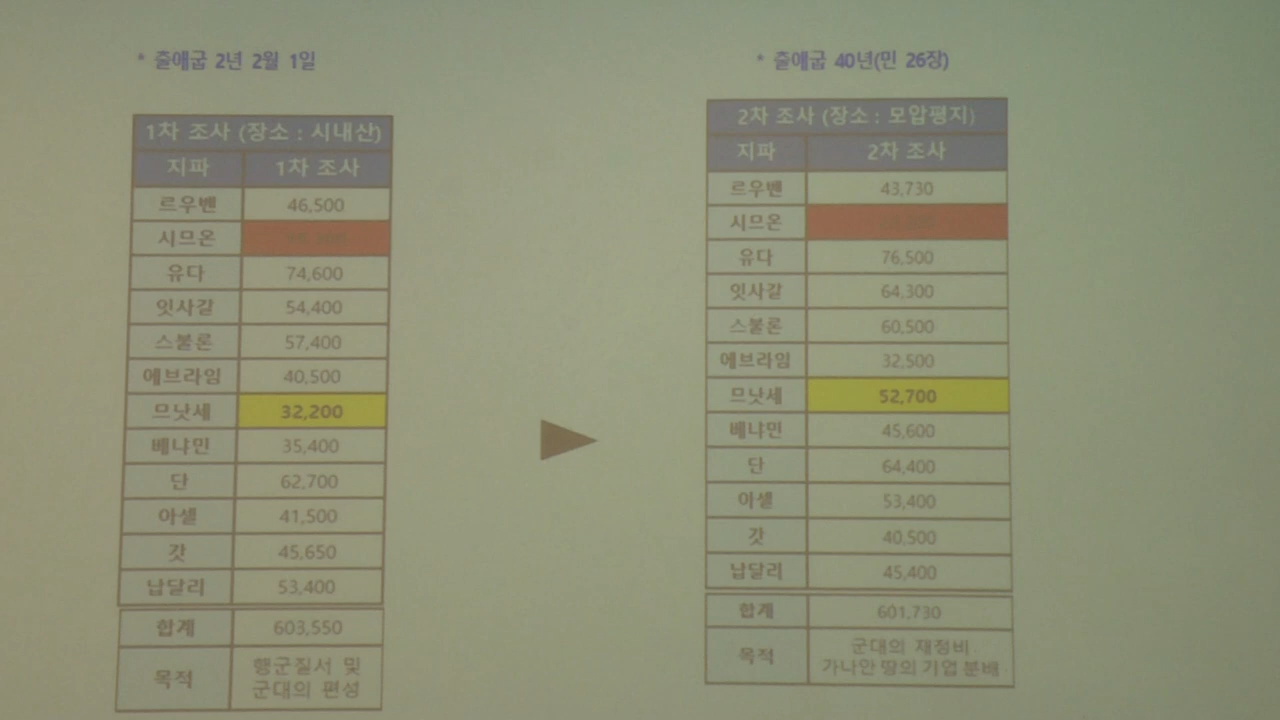 * 출애굽 2년 2월 1일
1차 조사 (장소 : 시내산)
지파 1차 조사
르우벤 46,500
시므온
유다 74,600
잇사갈 54,400
스불론 57,400
에브라임 40,500
므낫세 32,200
베냐민 35,400
단 62,700
아셀 41,500
갓 45,650
납달리 53,400
합계 603,550
목적 행군질서 및
군대의 편성
* 출애굽 40년(민 26장)
2차 조사 (장소 : 모압평지)
지파 2차 조사
르우벤 43,730
시므온
유다 76,500
잇사갈 64,300
스불론 60,500
에브라임 32,500
므낫세 52,700
베냐민 45,600
단 64,400
아셀 53,400
갓 40,500
납달리 45,400
합계 601,730
목적 군대의 재정비.
가나안 땅의 기업 분배